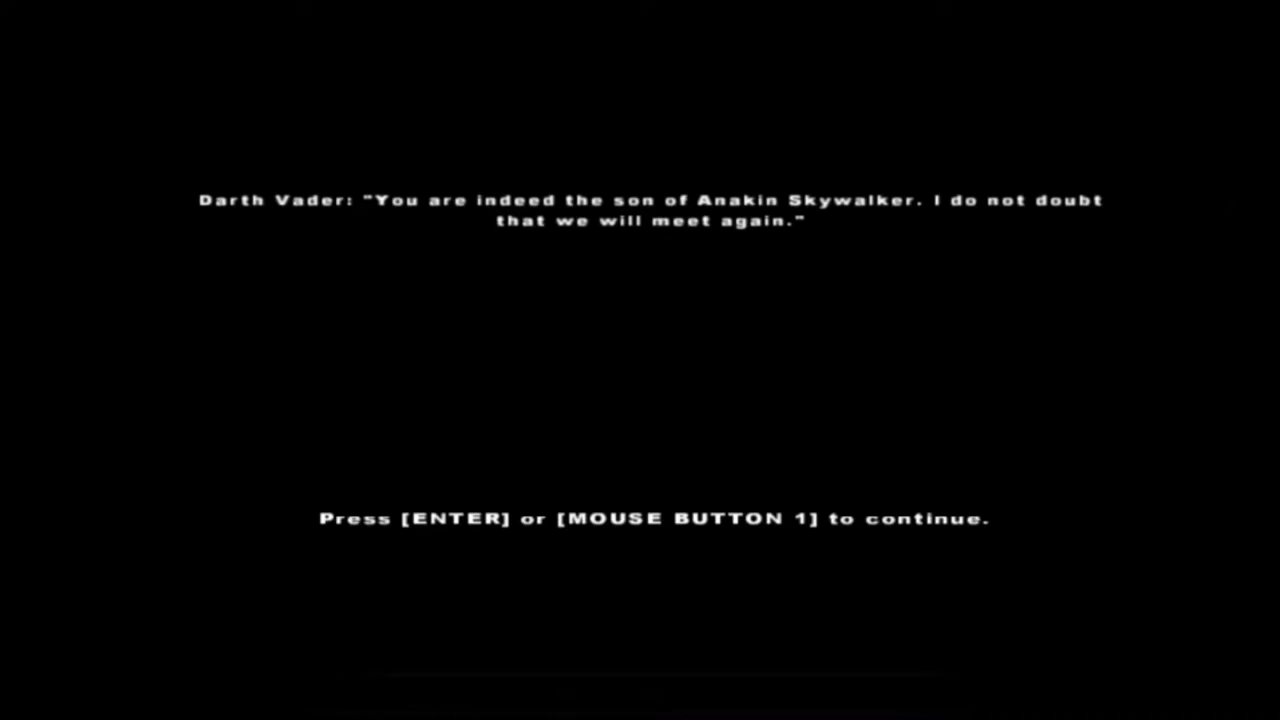 Darth Vader: "You are indeed the son of Anakin Skywalker. I do not doubt
that we will meet again."
Press [ENTER] or [MOUSE BUTTON 1] to continue.